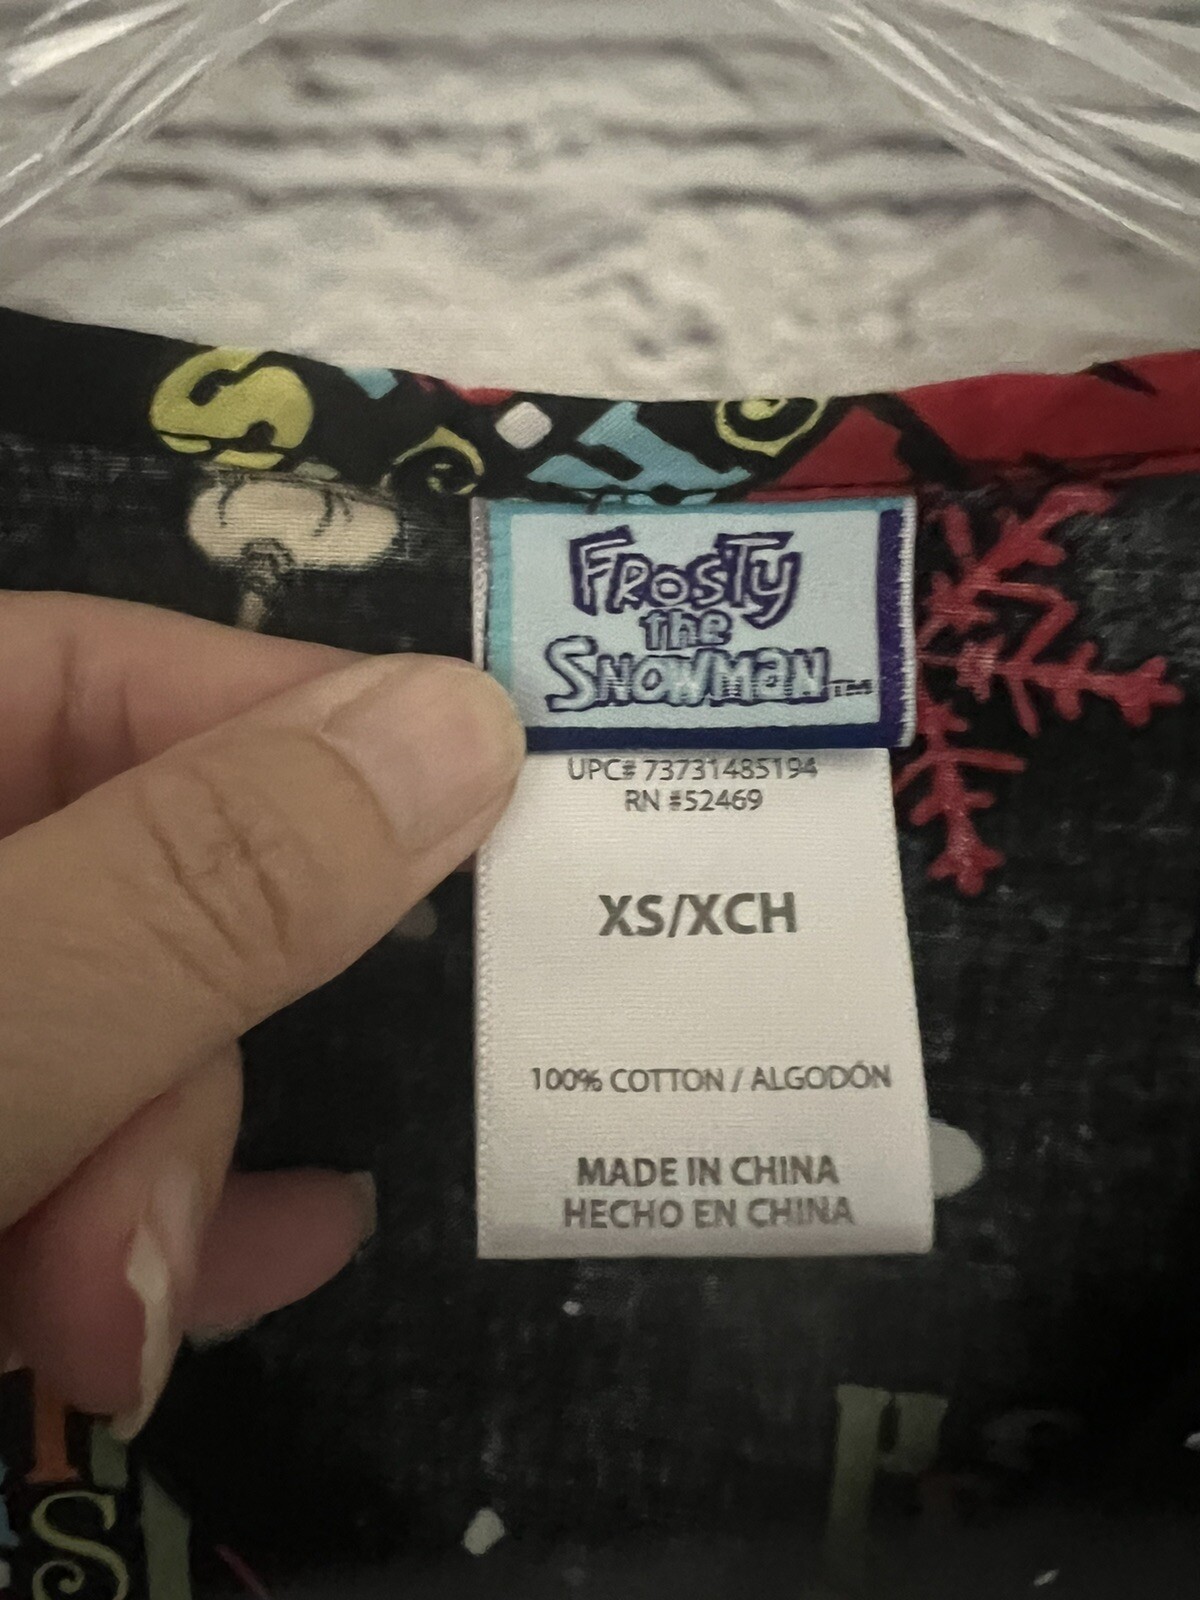 FROSTY
the
SNOWMAN™
UPC# 73731485194
RN #52469
XS/XCH
100% COTTON / ALGODÓN
MADE IN CHINA
HECHO EN CHINA
S